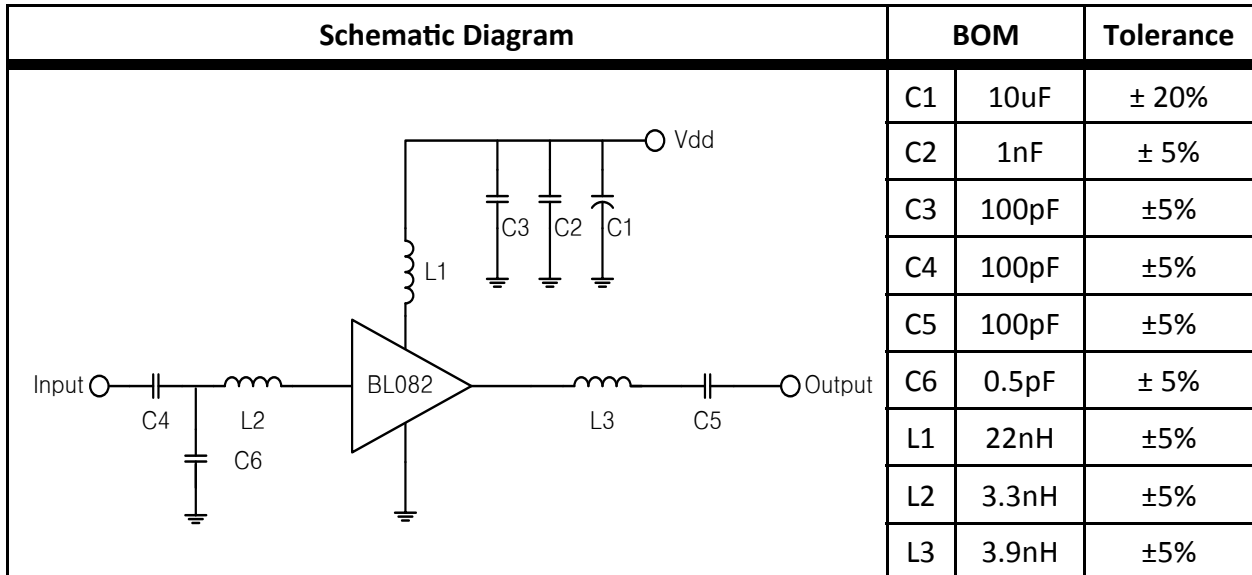 Schematic Diagram BOM Tolerance
C1 10uF ± 20%
C2 1nF ± 5%
C3 100pF ±5%
C4 100pF ±5%
C5 100pF ±5%
C6 0.5pF ± 5%
L1 22nH ±5%
L2 3.3nH ±5%
L3 3.9nH ±5%
Vdd
C3 C2 C1
L1
Input BL082 Output
C4 L2 L3 C5
C6